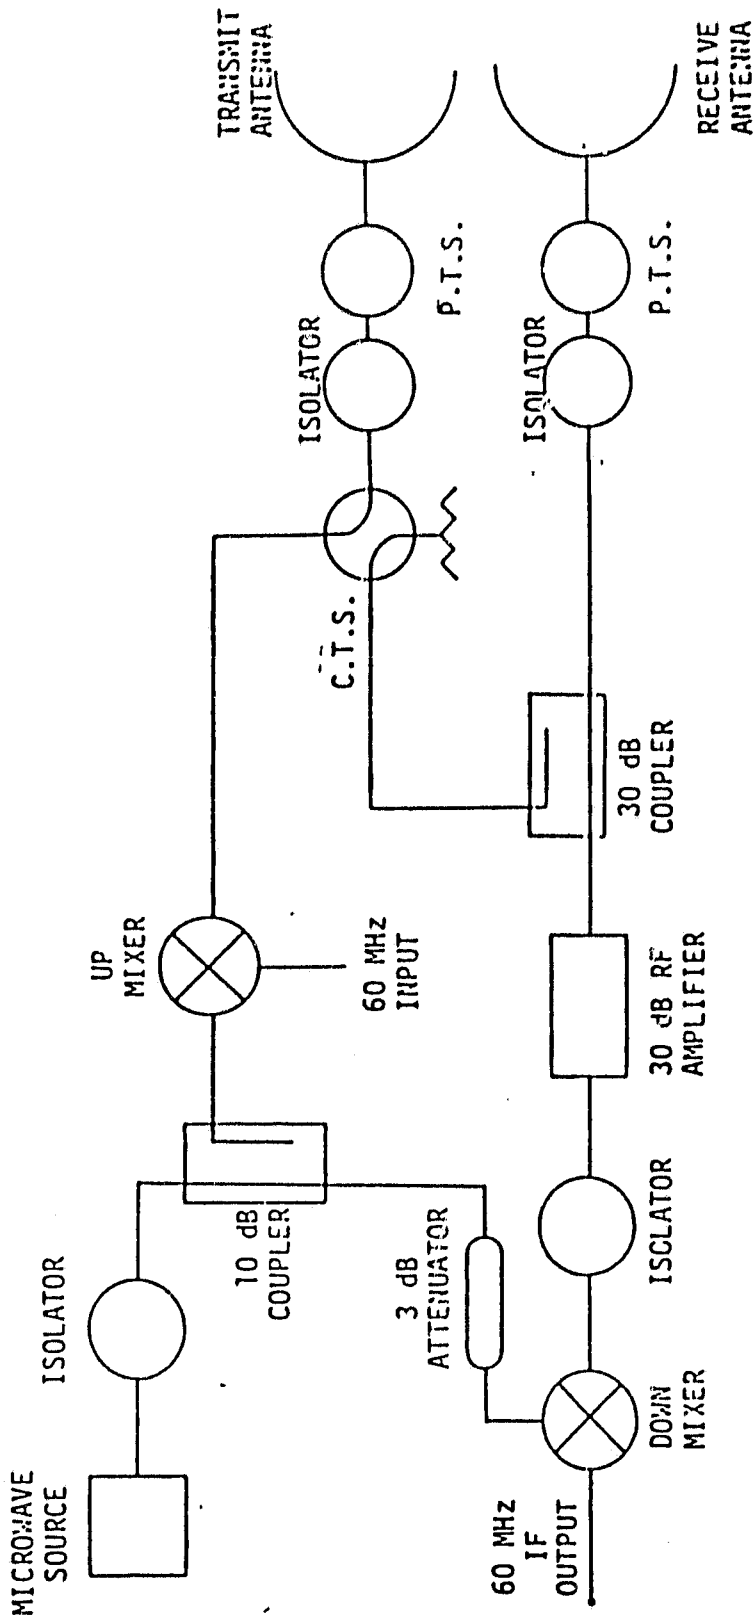 MICROWAVE
SOURCE
ISOLATOR
10 dB
COUPLER
UP
MIXER
60 MHz
INPUT
C.T.S.
ISOLATOR
P.T.S.
TRANSMIT
ANTENNA
3 dB
ATTENUATOR
60 MHz
IF
OUTPUT
DOWN
MIXER
ISCLATOR
30 dB RF
AMPLIFIER
30 dB
COUPLER
ISOLATOR
P.T.S.
RECEIVE
ANTENNA